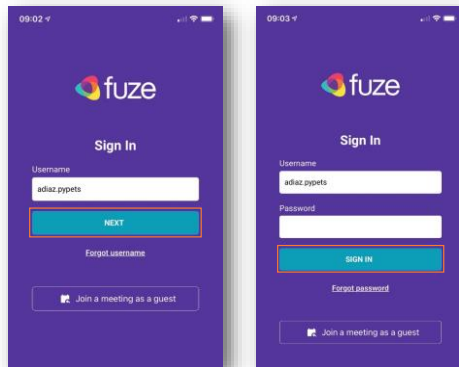 09:02
fuze
Sign In
Username
adiaz.pypets
NEXT
Forgot username
Join a meeting as a guest
09:03
fuze
Sign In
Username
adiaz.pypets
Password
SIGN IN
Forgot password
Join a meeting as a guest